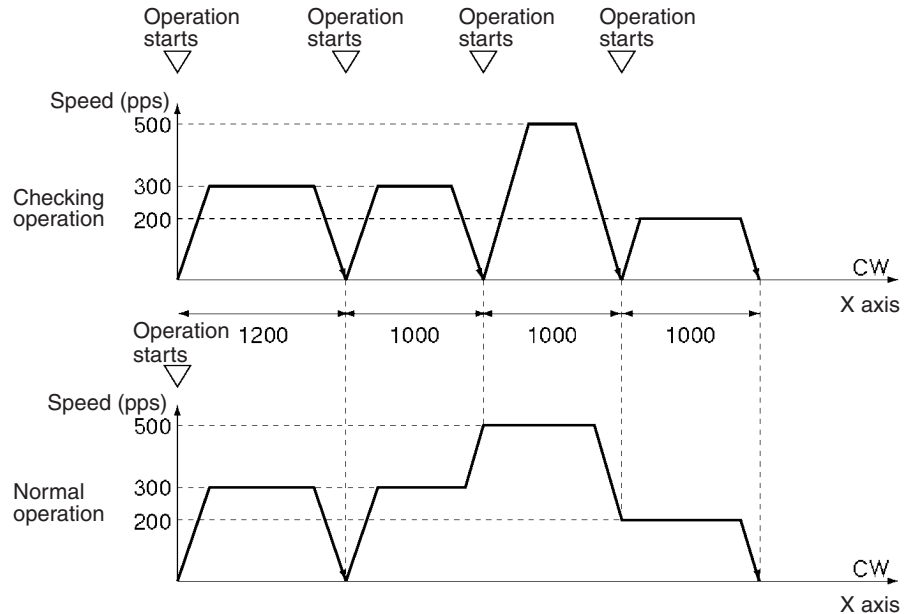 Operation
starts
Operation
starts
Operation
starts
Operation
starts
Speed (pps)
500
300
200
Checking
operation
CW
X axis
1200
1000
1000
1000
Operation
starts
Speed (pps)
500
300
200
Normal
operation
CW
X axis